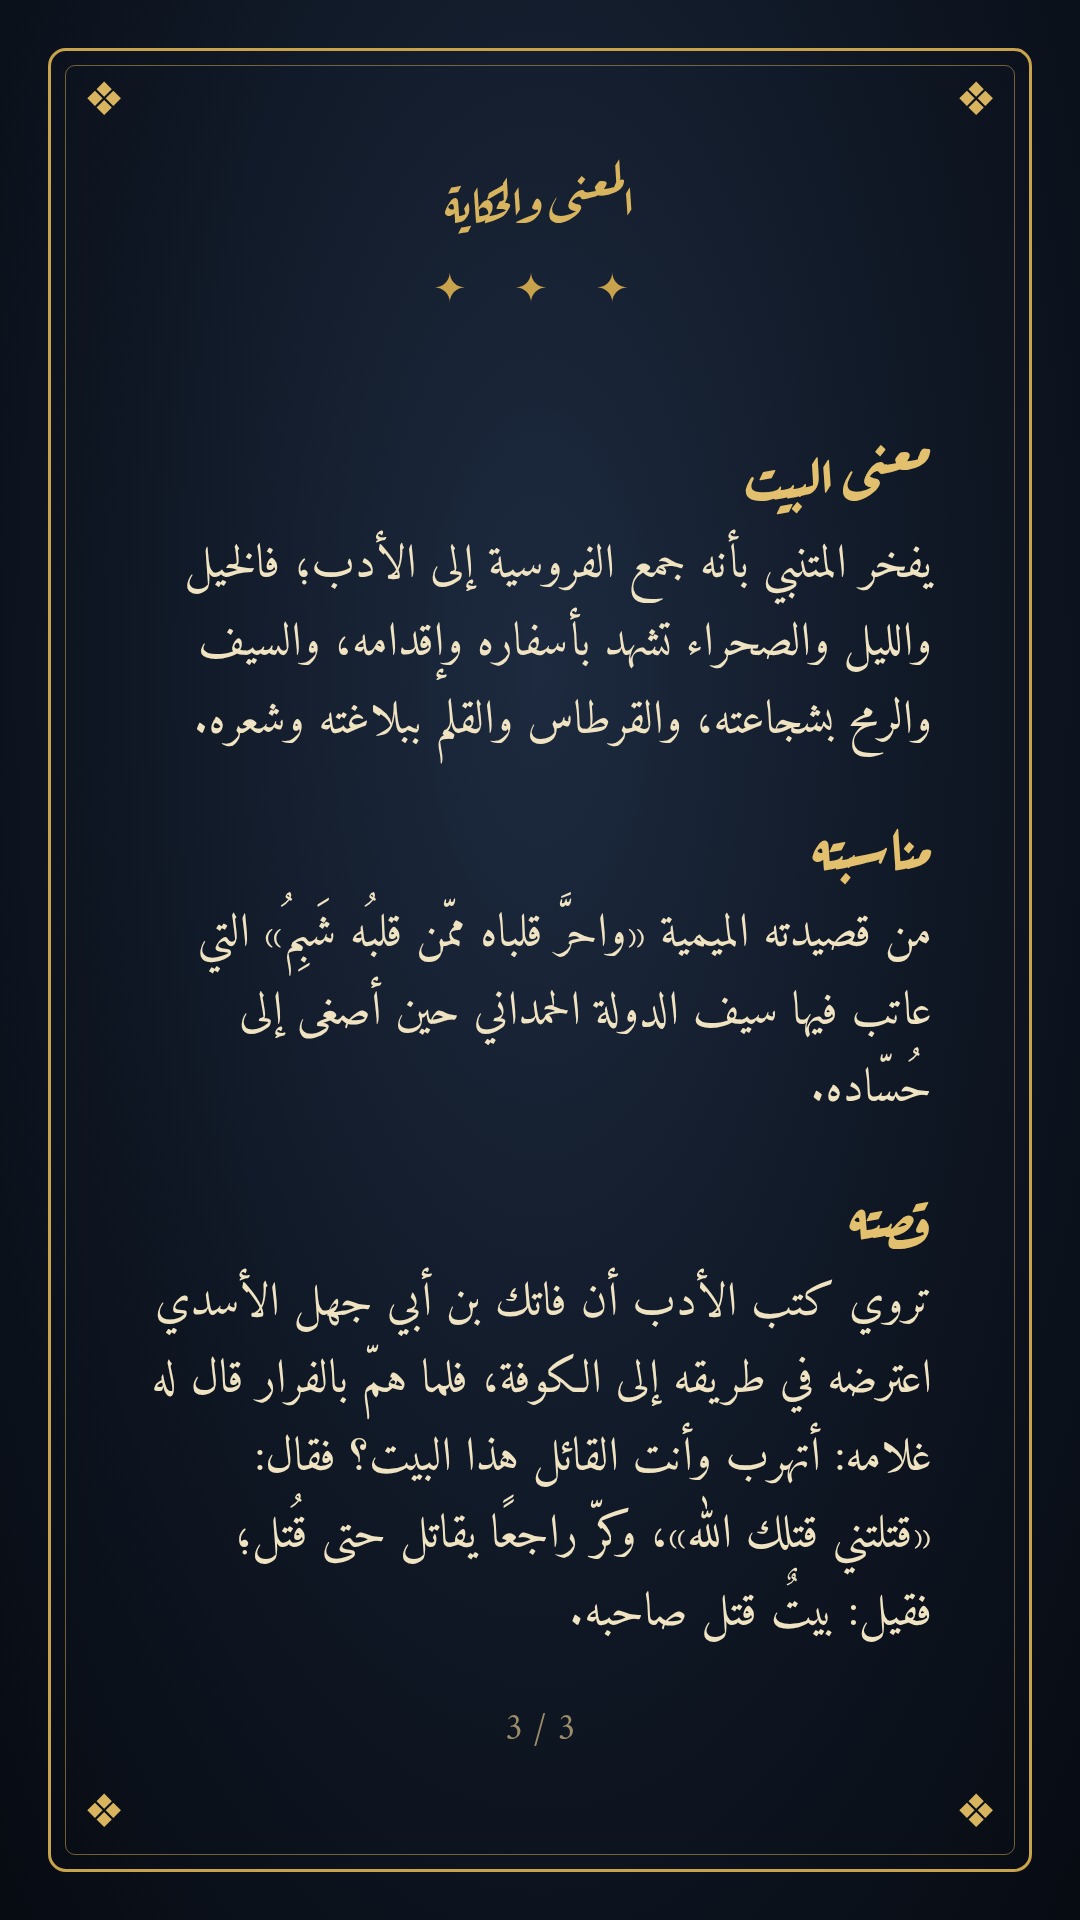 المعنى والحكاية
معنى البيت
يفخر المتنبي بأنه جمع الفروسية إلى الأدب؛ فالخيل
والليل والصحراء تشهد بأسفاره وإقدامه، والسيف
والرمح بشجاعته، والقرطاس والقلم ببلاغته وشعره.
مناسبته
من قصيدته الميمية «واحرَّ قلباه ممّن قلبُه شَبِمُ» التي
عاتب فيها سيف الدولة الحمداني حين أصغى إلى
حُسّاده.
قصته
تروي كتب الأدب أن فاتك بن أبي جهل الأسدي
اعترضه في طريقه إلى الكوفة، فلما همّ بالفرار قال له
غلامه: أتهرب وأنت القائل هذا البيت؟ فقال:
«قتلتني قتلك الله»، وكرّ راجعًا يقاتل حتى قُتل؛
فقيل: بيتٌ قتل صاحبه.
3 / 3